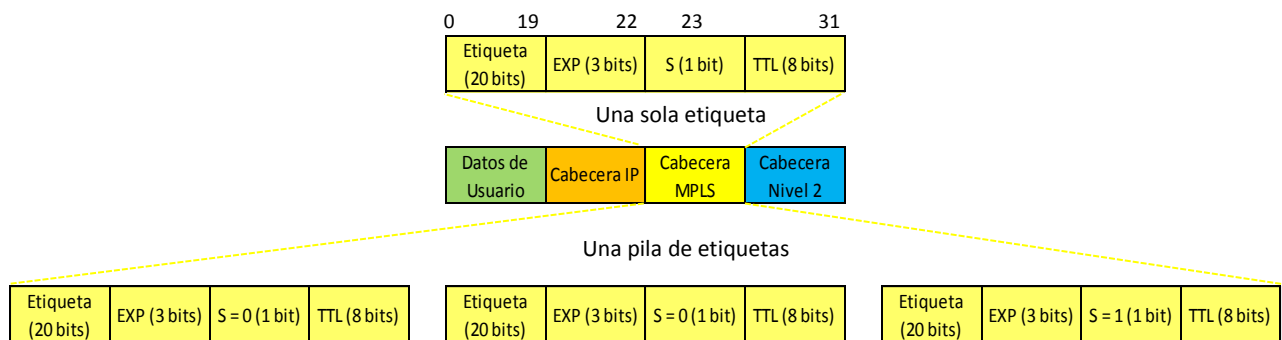 0 19 22 23 31
Etiqueta
(20 bits)
EXP (3 bits)
S (1 bit)
TTL (8 bits)
Una sola etiqueta
Datos de
Usuario
Cabecera IP
Cabecera
MPLS
Cabecera
Nivel 2
Una pila de etiquetas
Etiqueta
(20 bits)
EXP (3 bits)
S = 0 (1 bit)
TTL (8 bits)
Etiqueta
(20 bits)
EXP (3 bits)
S = 0 (1 bit)
TTL (8 bits)
Etiqueta
(20 bits)
EXP (3 bits)
S = 1 (1 bit)
TTL (8 bits)